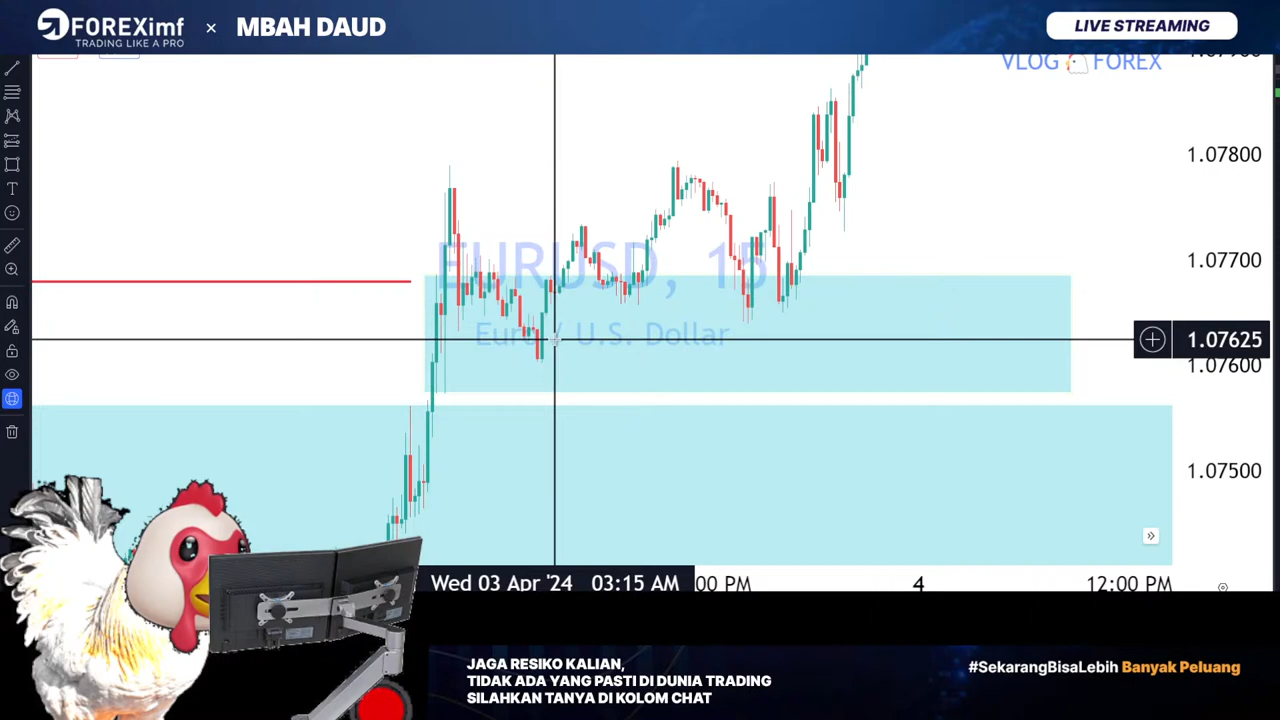 FOREXimf
TRADING LIKE A PRO
×
MBAH DAUD
LIVE STREAMING
VLOG FOREX
1.07900
1.07800
EURUSD, 15
1.07700
Euro / U.S. Dollar
1.07625
1.07600
1.07500
Wed 03 Apr '24 03:15 AM
:00 PM
4
12:00 PM
JAGA RESIKO KALIAN,
TIDAK ADA YANG PASTI DI DUNIA TRADING
SILAHKAN TANYA DI KOLOM CHAT
#SekarangBisaLebih Banyak Peluang